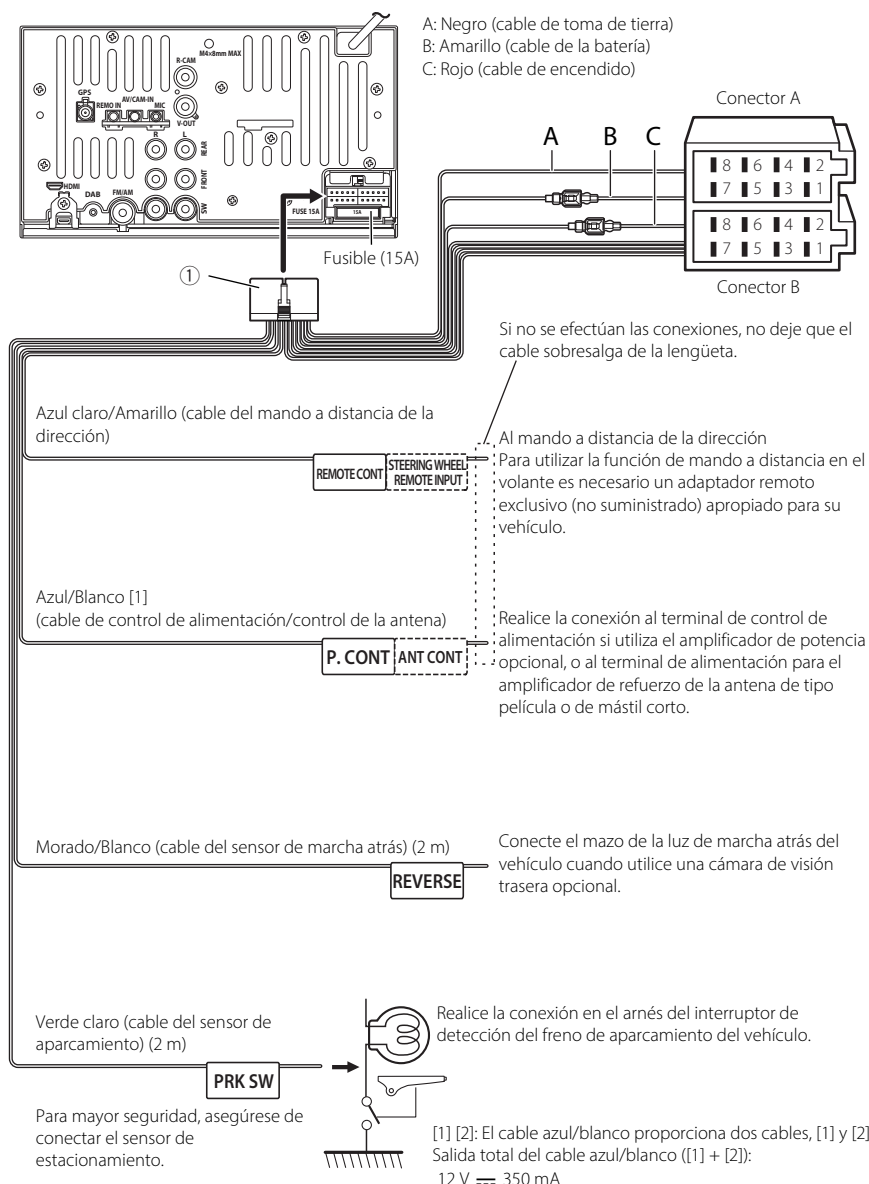 M4×8mm MAX
R-CAM
GPS
AV/CAM-IN
REMO IN
MIC
V-OUT
R
L
REAR
FRONT
SW
HDMI
DAB
FM/AM
FUSE 15A
15A
Fusible (15A)
①
A: Negro (cable de toma de tierra)
B: Amarillo (cable de la batería)
C: Rojo (cable de encendido)
Conector A
A
B
C
8 6 4 2
7 5 3 1
8 6 4 2
7 5 3 1
Conector B
Si no se efectúan las conexiones, no deje que el
cable sobresalga de la lengüeta.
Azul claro/Amarillo (cable del mando a distancia de la
dirección)
REMOTE CONT
STEERING WHEEL
REMOTE INPUT
Al mando a distancia de la dirección
Para utilizar la función de mando a distancia en el
volante es necesario un adaptador remoto
exclusivo (no suministrado) apropiado para su
vehículo.
Azul/Blanco [1]
(cable de control de alimentación/control de la antena)
P. CONT
ANT CONT
Realice la conexión al terminal de control de
alimentación si utiliza el amplificador de potencia
opcional, o al terminal de alimentación para el
amplificador de refuerzo de la antena de tipo
película o de mástil corto.
Morado/Blanco (cable del sensor de marcha atrás) (2 m)
REVERSE
Conecte el mazo de la luz de marcha atrás del
vehículo cuando utilice una cámara de visión
trasera opcional.
Verde claro (cable del sensor de
aparcamiento) (2 m)
PRK SW
Realice la conexión en el arnés del interruptor de
detección del freno de aparcamiento del vehículo.
Para mayor seguridad, asegúrese de
conectar el sensor de
estacionamiento.
[1] [2]: El cable azul/blanco proporciona dos cables, [1] y [2]
Salida total del cable azul/blanco ([1] + [2]):
12 V ⎓ 350 mA